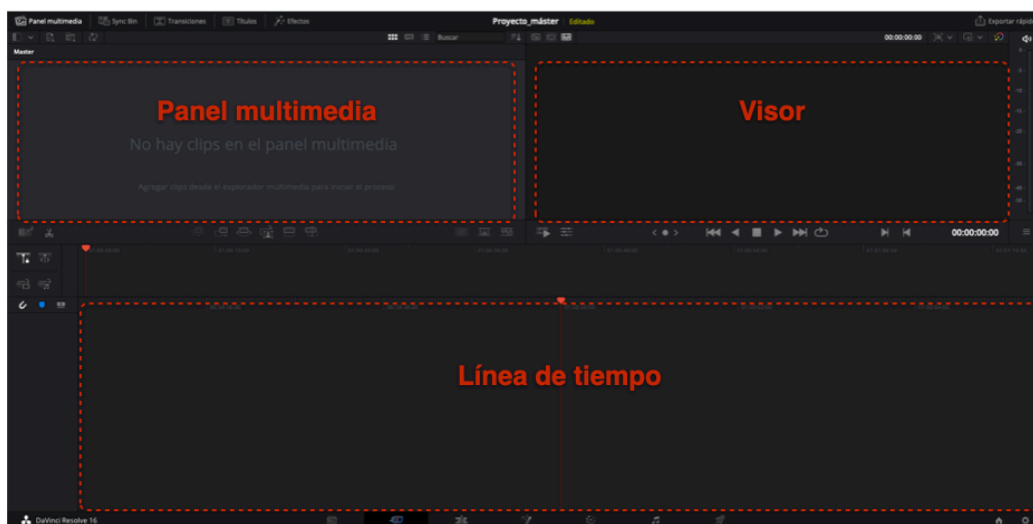 Panel multimedia Sync Bin Transiciones Títulos Efectos Proyecto_máster Editado Exportar rápid
Buscar 00:00:00:00
Master
Panel multimedia
Visor
No hay clips en el panel multimedia
Agregar clips desde el explorador multimedia para iniciar el proceso
00:00:00:00
Línea de tiempo
DaVinci Resolve 16